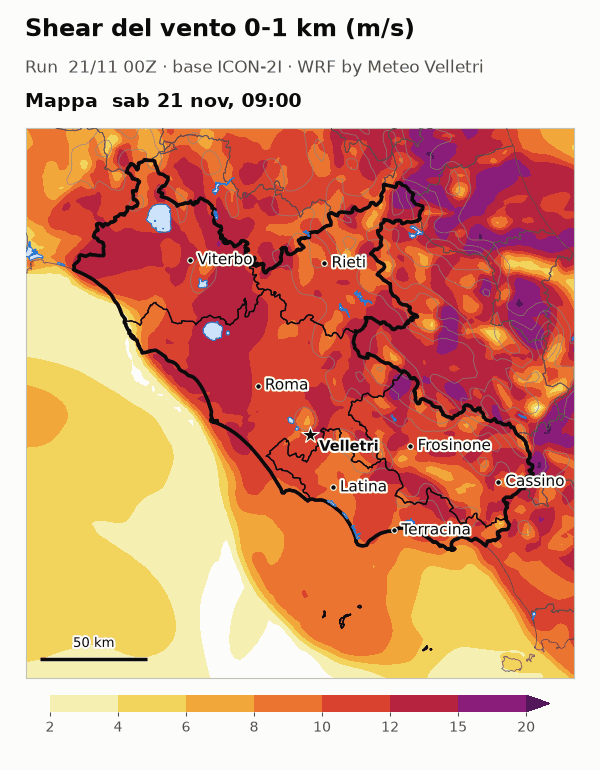 Shear del vento 0-1 km (m/s)
Run  21/11 00Z · base ICON-2I · WRF by Meteo Velletri
Mappa  sab 21 nov, 09:00
Viterbo
Rieti
Roma
Velletri
Frosinone
Latina
Cassino
Terracina
50 km
2 4 6 8 10 12 15 20